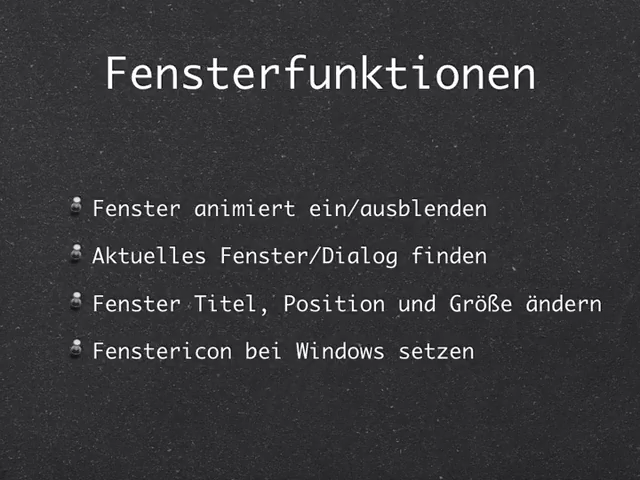 Fensterfunktionen
Fenster animiert ein/ausblenden
Aktuelles Fenster/Dialog finden
Fenster Titel, Position und Größe ändern
Fenstericon bei Windows setzen